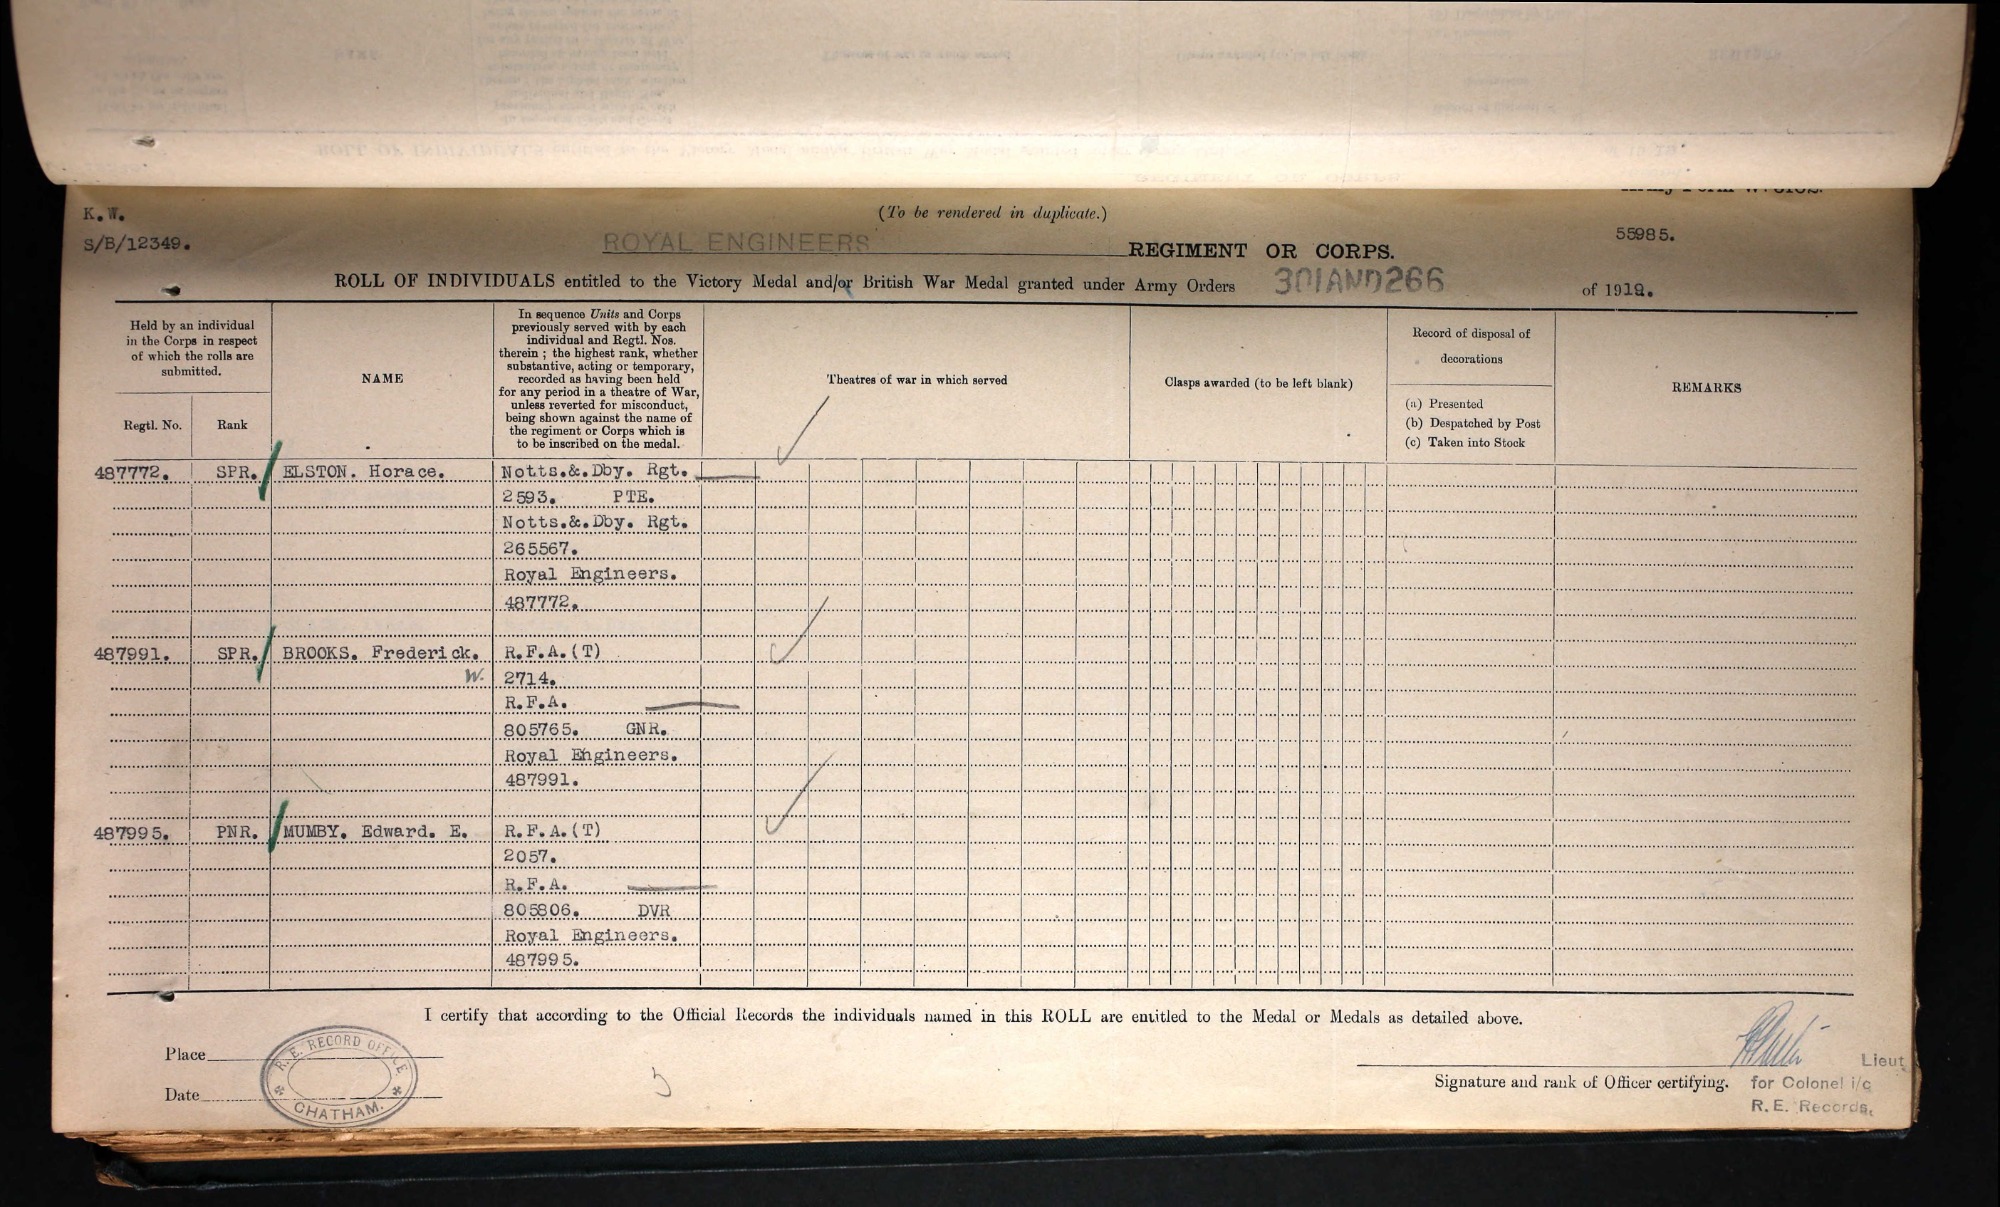 K.W.
(To be rendered in duplicate.)
S/B/12349.
55985.
ROYAL ENGINEERS REGIMENT OR CORPS.
ROLL OF INDIVIDUALS entitled to the Victory Medal and/or British War Medal granted under Army Orders 301AND266 of 1919.
Held by an individual
in the Corps in respect
of which the rolls are
submitted.
Regtl. No.
Rank
NAME
In sequence Units and Corps
previously served with by each
individual and Regtl. Nos.
therein ; the highest rank, whether
substantive, acting or temporary,
recorded as having been held
for any period in a theatre of War,
unless reverted for misconduct,
being shown against the name of
the regiment or Corps which is
to be inscribed on the medal.
Theatres of war in which served
Clasps awarded (to be left blank)
Record of disposal of
decorations
(a) Presented
(b) Despatched by Post
(c) Taken into Stock
REMARKS
487772. SPR. ELSTON. Horace. Notts.&.Dby. Rgt.
2593. PTE.
Notts.&.Dby. Rgt.
265567.
Royal Engineers.
487772.
487991. SPR. BROOKS. Frederick. R.F.A.(T)
W. 2714.
R.F.A.
805765. GNR.
Royal Engineers.
487991.
487995. PNR. MUMBY. Edward. E. R.F.A.(T)
2057.
R.F.A.
805806. DVR
Royal Engineers.
487995.
I certify that according to the Official Records the individuals named in this ROLL are entitled to the Medal or Medals as detailed above.
Place
Date
R.E. RECORD OFFICE
CHATHAM.
Lieut
Signature and rank of Officer certifying.
for Colonel i/c
R.E. Records.